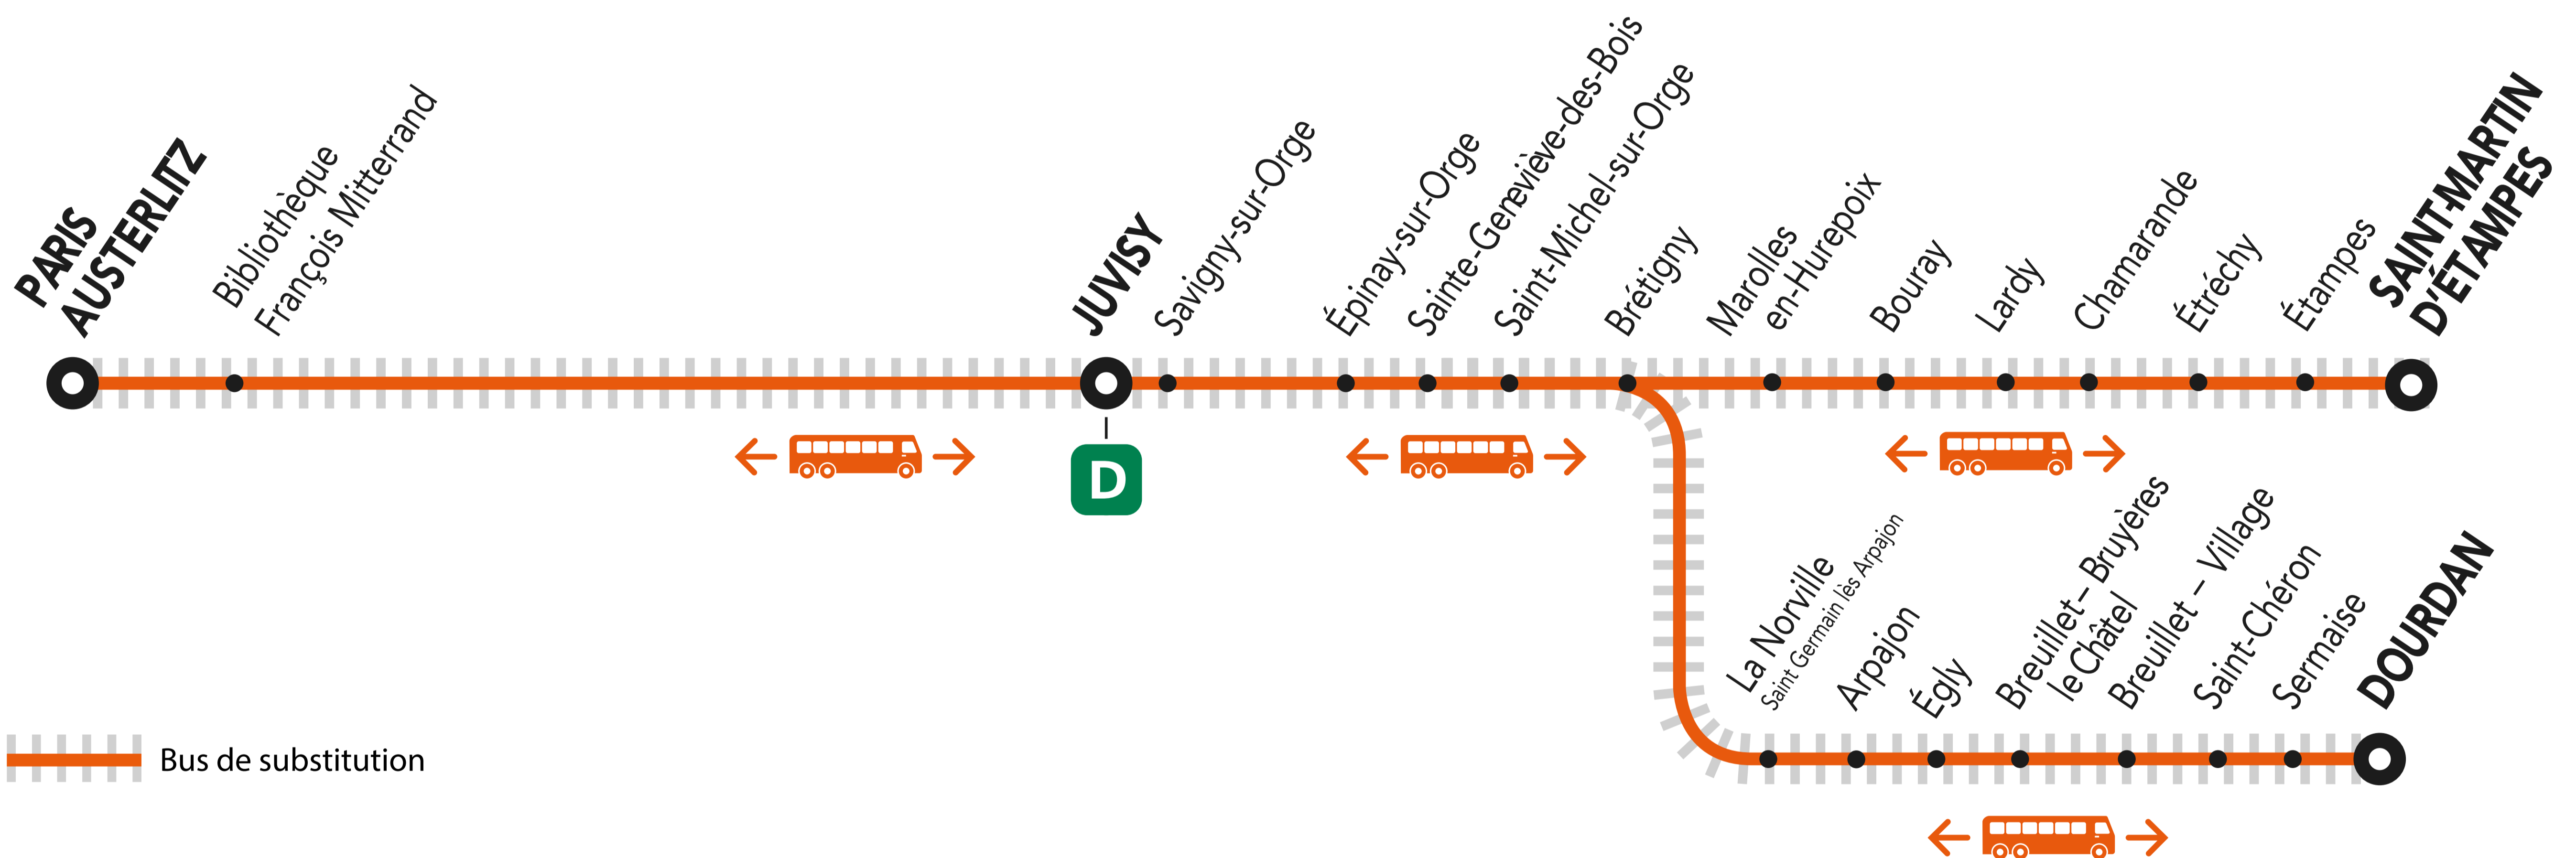 PARIS
AUSTERLITZ
Bibliothèque
François Mitterrand
JUVISY
Savigny-sur-Orge
Épinay-sur-Orge
Sainte-Geneviève-des-Bois
Saint-Michel-sur-Orge
Brétigny
Marolles
en-Hurepoix
Bouray
Lardy
Chamarande
Étréchy
Étampes
SAINT-MARTIN
D'ÉTAMPES
D
La Norville
Saint Germain lès Arpajon
Arpajon
Égly
Breuillet – Bruyères
le Châtel
Breuillet – Village
Saint-Chéron
Sermaise
DOURDAN
Bus de substitution